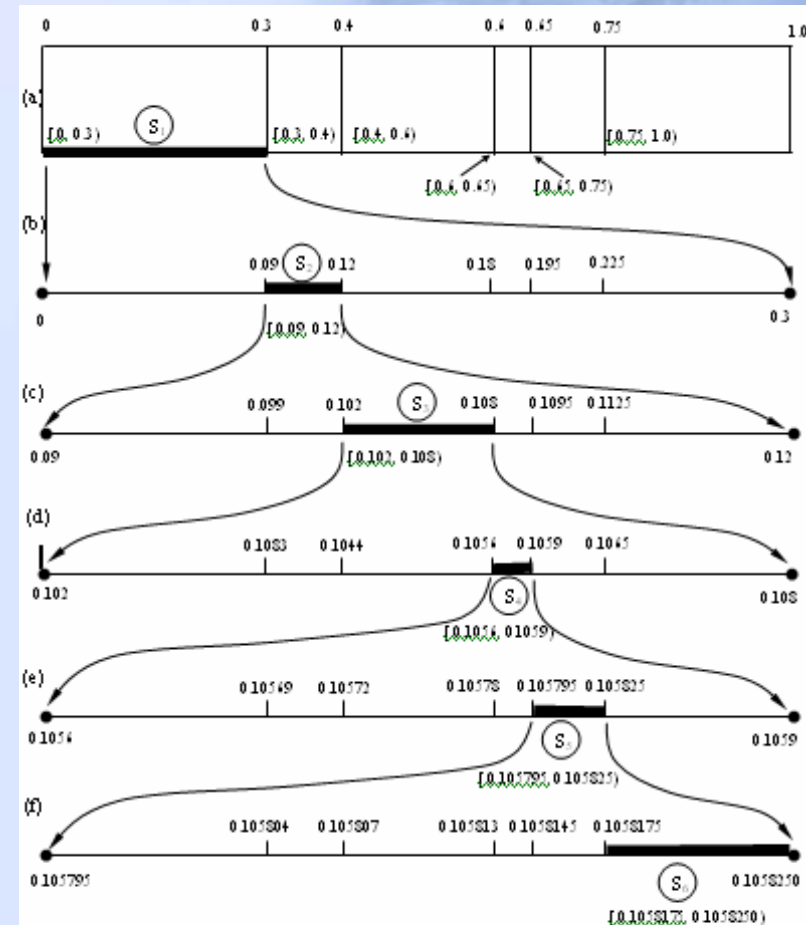 0 0.3 0.4 0.6 0.65 0.75 1.0
(a)
S1
[0, 0.3) [0.3, 0.4) [0.4, 0.6) [0.75, 1.0)
[0.6, 0.65) [0.65, 0.75)
(b)
0.09 S2 0.12 0.18 0.195 0.225
0 0.3
[0.09, 0.12)
(c)
0.099 0.102 S3 0.108 0.1095 0.1125
0.09 0.12
[0.102, 0.108)
(d)
0.1083 0.1044 0.1056 0.1059 0.1065
0.102 0.108
S4
[0.1056, 0.1059)
(e)
0.10569 0.10572 0.10578 0.105795 0.105825
0.1056 0.1059
S5
[0.105795, 0.105825)
(f)
0.105804 0.105807 0.105813 0.1058145 0.1058175
0.105795 0.1058250
S6
[0.1058175, 0.1058250)